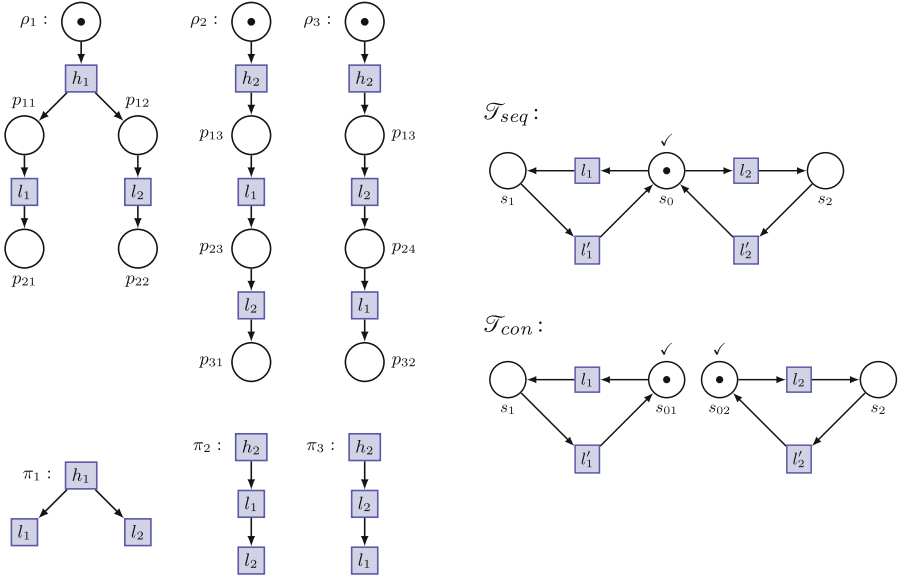 ρ₁ :
h₁
p₁₁ p₁₂
l₁ l₂
p₂₁ p₂₂
ρ₂ :
h₂
p₁₃
l₁
p₂₃
l₂
p₃₁
ρ₃ :
h₂
p₁₃
l₂
p₂₄
l₁
p₃₂
π₁ :
h₁
l₁ l₂
π₂ :
h₂
l₁
l₂
π₃ :
h₂
l₂
l₁
𝒯seq :
✓
l₁ l₂
s₁ s₀ s₂
l′₁ l′₂
𝒯con :
✓ ✓
l₁ l₂
s₁ s₀₁ s₀₂ s₂
l′₁ l′₂